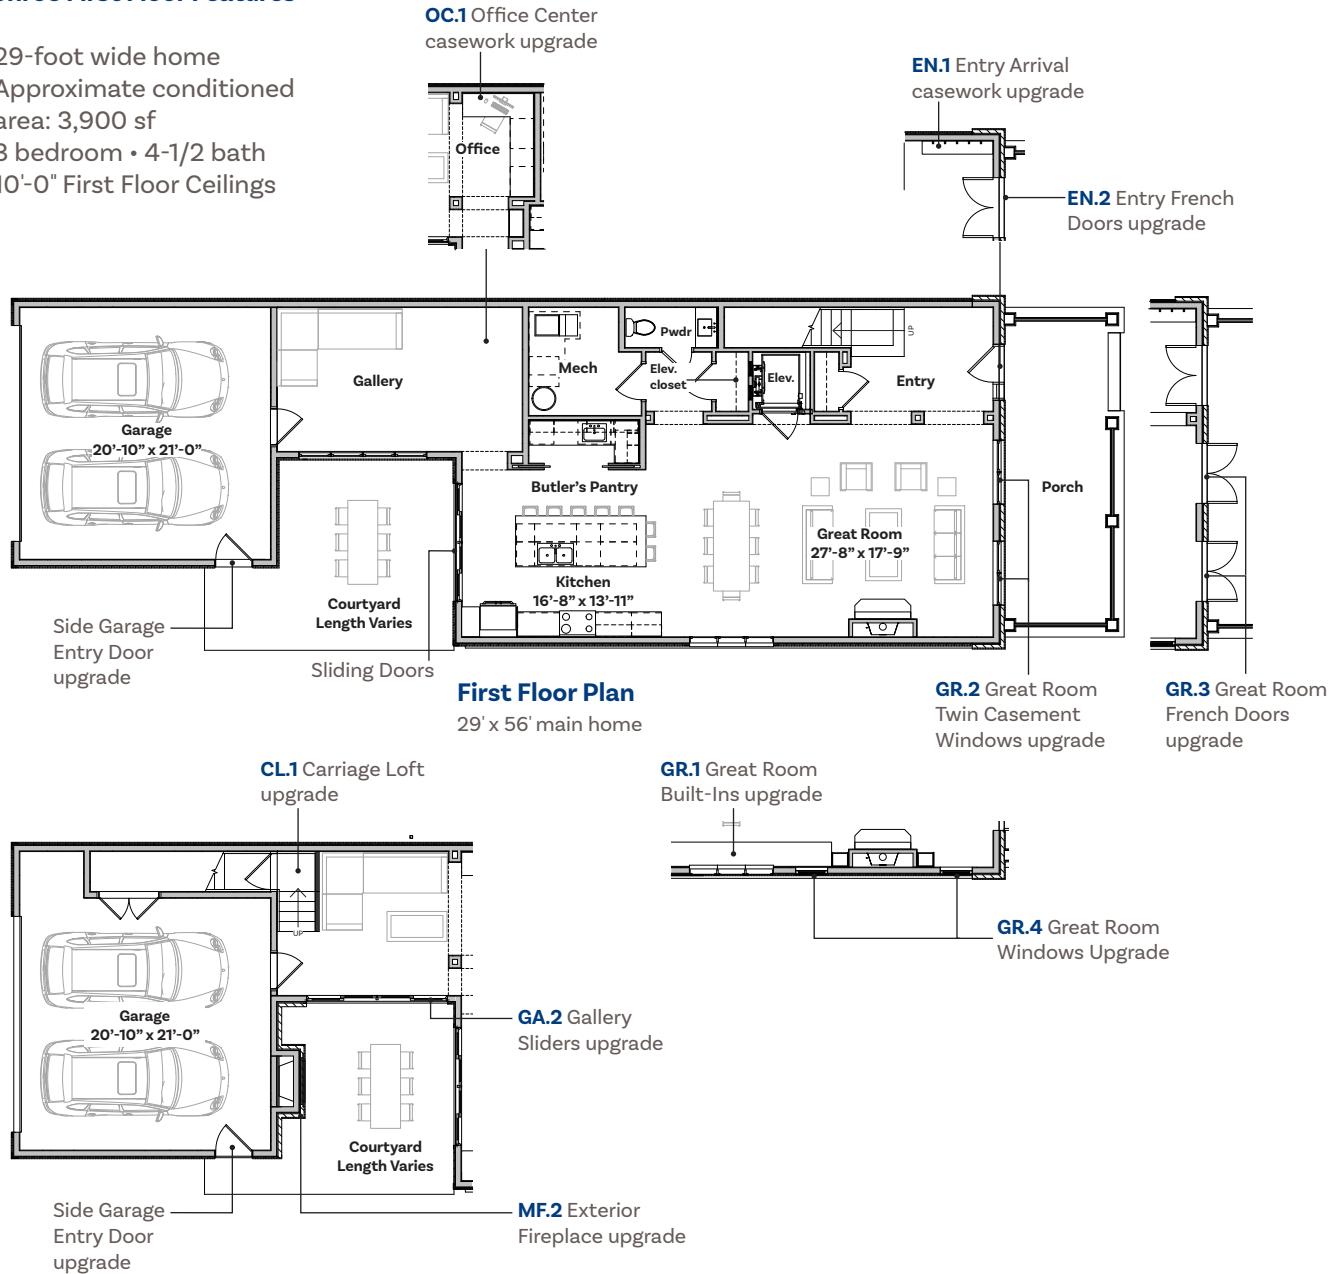 29-foot wide home
Approximate conditioned
area: 3,900 sf
3 bedroom • 4-1/2 bath
10'-0" First Floor Ceilings
OC.1 Office Center
casework upgrade
Office
EN.1 Entry Arrival
casework upgrade
EN.2 Entry French
Doors upgrade
Garage
20'-10" x 21'-0"
Gallery
Mech
Pwdr
Elev.
closet
Elev.
UP
Entry
Porch
Butler's Pantry
Kitchen
16'-8" x 13'-11"
Great Room
27'-8" x 17'-9"
Courtyard
Length Varies
Side Garage
Entry Door
upgrade
Sliding Doors
First Floor Plan
29' x 56' main home
GR.2 Great Room
Twin Casement
Windows upgrade
GR.3 Great Room
French Doors
upgrade
CL.1 Carriage Loft
upgrade
GR.1 Great Room
Built-Ins upgrade
GR.4 Great Room
Windows Upgrade
UP
Garage
20'-10" x 21'-0"
GA.2 Gallery
Sliders upgrade
Courtyard
Length Varies
Side Garage
Entry Door
upgrade
MF.2 Exterior
Fireplace upgrade